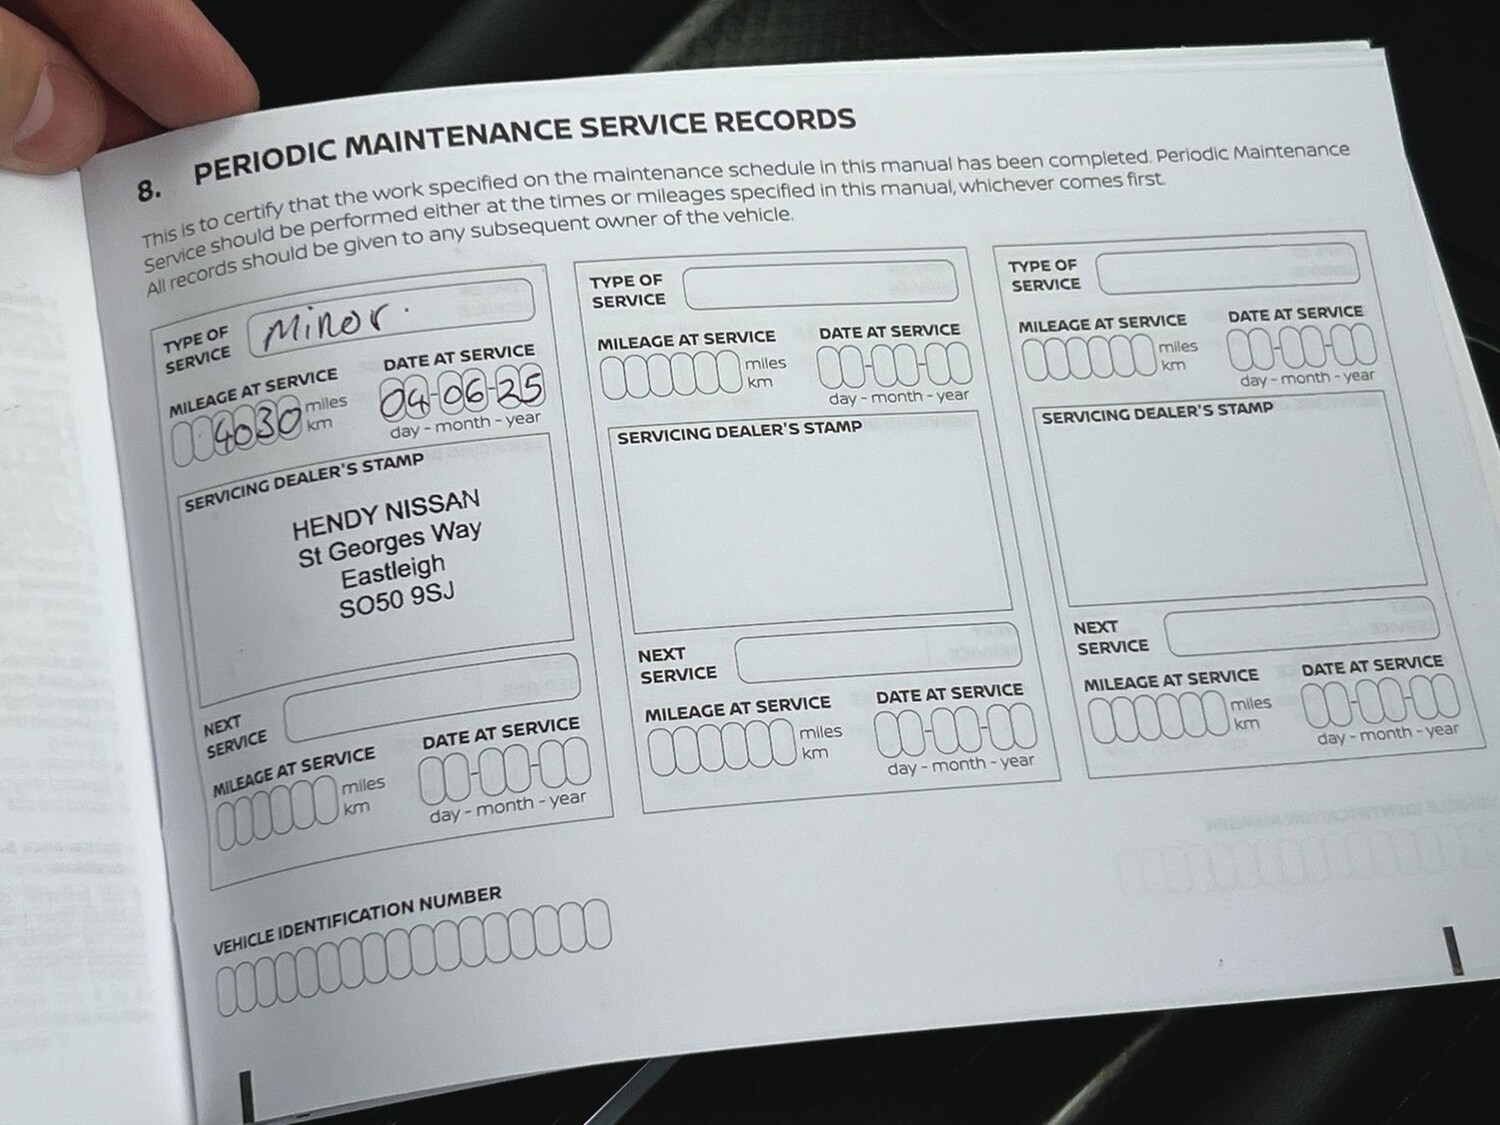 8. PERIODIC MAINTENANCE SERVICE RECORDS
This is to certify that the work specified on the maintenance schedule in this manual has been completed. Periodic Maintenance
Service should be performed either at the times or mileages specified in this manual, whichever comes first.
All records should be given to any subsequent owner of the vehicle.
TYPE OF
SERVICE
Minor.
MILEAGE AT SERVICE
4030
miles
km
DATE AT SERVICE
04-06-25
day - month - year
SERVICING DEALER'S STAMP
HENDY NISSAN
St Georges Way
Eastleigh
SO50 9SJ
NEXT
SERVICE
MILEAGE AT SERVICE
miles
km
DATE AT SERVICE
day - month - year
TYPE OF
SERVICE
MILEAGE AT SERVICE
miles
km
DATE AT SERVICE
day - month - year
SERVICING DEALER'S STAMP
NEXT
SERVICE
MILEAGE AT SERVICE
miles
km
DATE AT SERVICE
day - month - year
TYPE OF
SERVICE
MILEAGE AT SERVICE
miles
km
DATE AT SERVICE
day - month - year
SERVICING DEALER'S STAMP
NEXT
SERVICE
MILEAGE AT SERVICE
miles
km
DATE AT SERVICE
day - month - year
VEHICLE IDENTIFICATION NUMBER